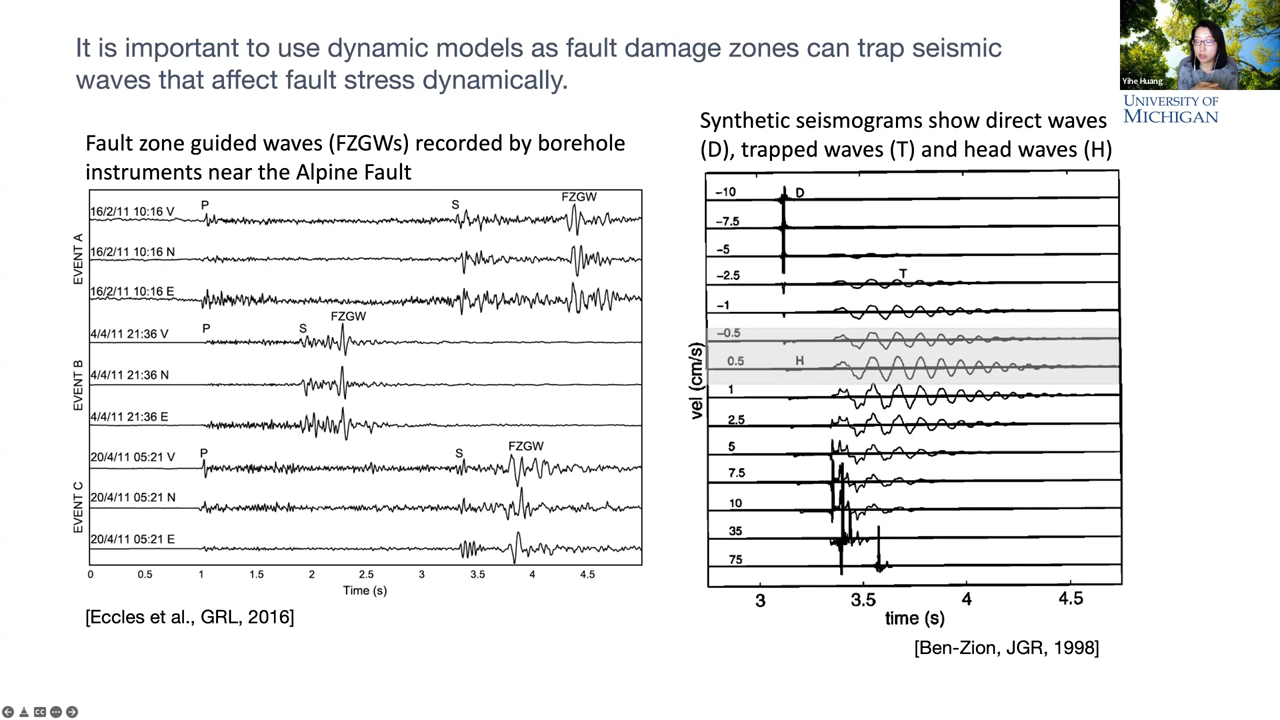 It is important to use dynamic models as fault damage zones can trap seismic
waves that affect fault stress dynamically.
Yihe Huang
UNIVERSITY OF
MICHIGAN
Fault zone guided waves (FZGWs) recorded by borehole
instruments near the Alpine Fault
P
S
FZGW
16/2/11 10:16 V
16/2/11 10:16 N
16/2/11 10:16 E
EVENT A
P
S
FZGW
4/4/11 21:36 V
4/4/11 21:36 N
4/4/11 21:36 E
EVENT B
P
S
FZGW
20/4/11 05:21 V
20/4/11 05:21 N
20/4/11 05:21 E
EVENT C
0 0.5 1 1.5 2 2.5 3 3.5 4 4.5
Time (s)
[Eccles et al., GRL, 2016]
Synthetic seismograms show direct waves
(D), trapped waves (T) and head waves (H)
-10 D
-7.5
-5
-2.5 T
-1
-0.5
0.5 H
1
2.5
5
7.5
10
35
75
vel (cm/s)
3 3.5 4 4.5
time (s)
[Ben-Zion, JGR, 1998]
CC